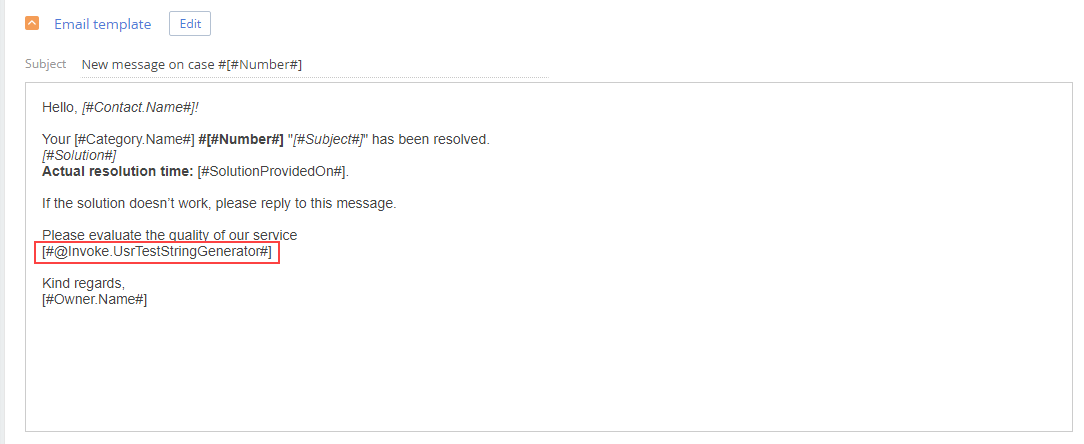 Email template Edit
Subject New message on case #[#Number#]
Hello, [#Contact.Name#]!
Your [#Category.Name#] #[#Number#] "[#Subject#]" has been resolved.
[#Solution#]
Actual resolution time: [#SolutionProvidedOn#].
If the solution doesn’t work, please reply to this message.
Please evaluate the quality of our service
[#@Invoke.UsrTestStringGenerator#]
Kind regards,
[#Owner.Name#]